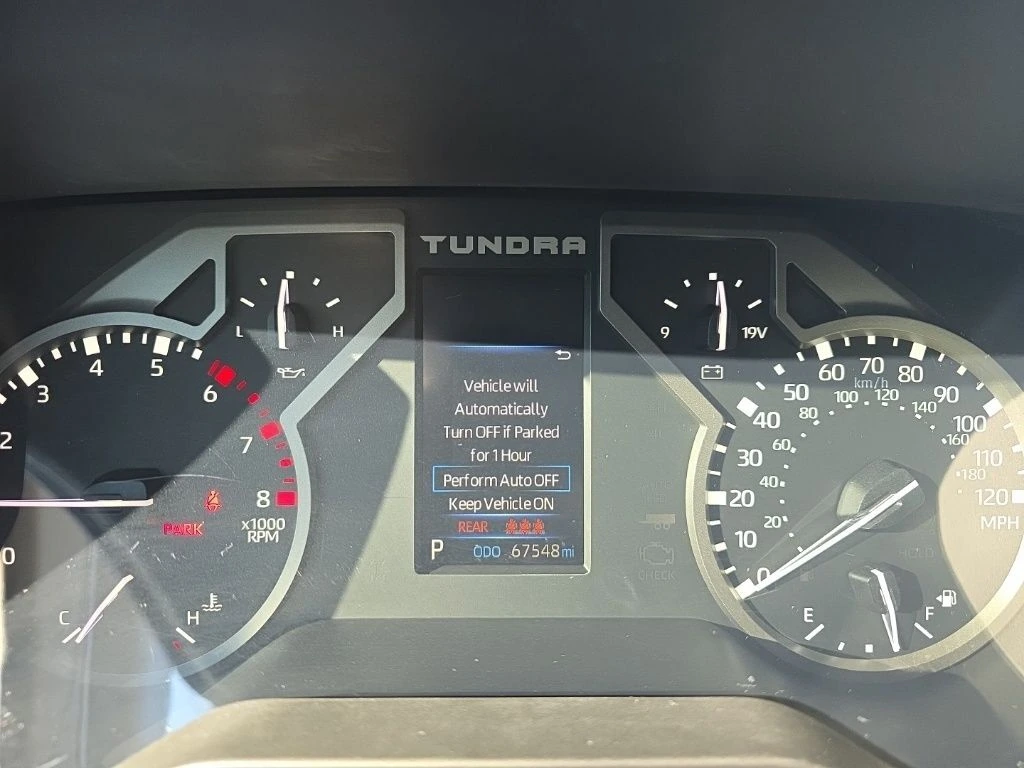 TUNDRA
L
H
9
19V
0
2
3
4
5
6
7
8
x1000
RPM
PARK
C
H
Vehicle will
Automatically
Turn OFF if Parked
for 1 Hour
Perform Auto OFF
Keep Vehicle ON
REAR
P ODO 67548 mi
CHECK
HOLD
0
10
20
30
40
50
60
70
80
90
100
110
120
MPH
km/h
20
40
60
80
100
120
140
160
180
E
F